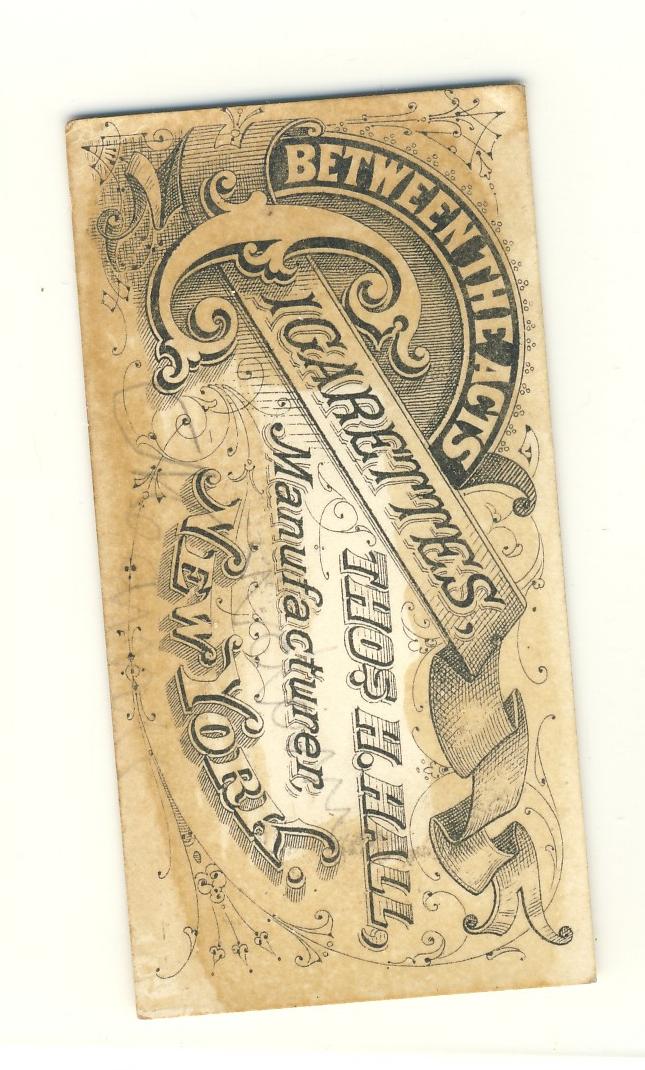 BETWEEN THE ACTS
CIGARETTES,
THOS. H. HALL,
Manufacturer
NEW YORK.